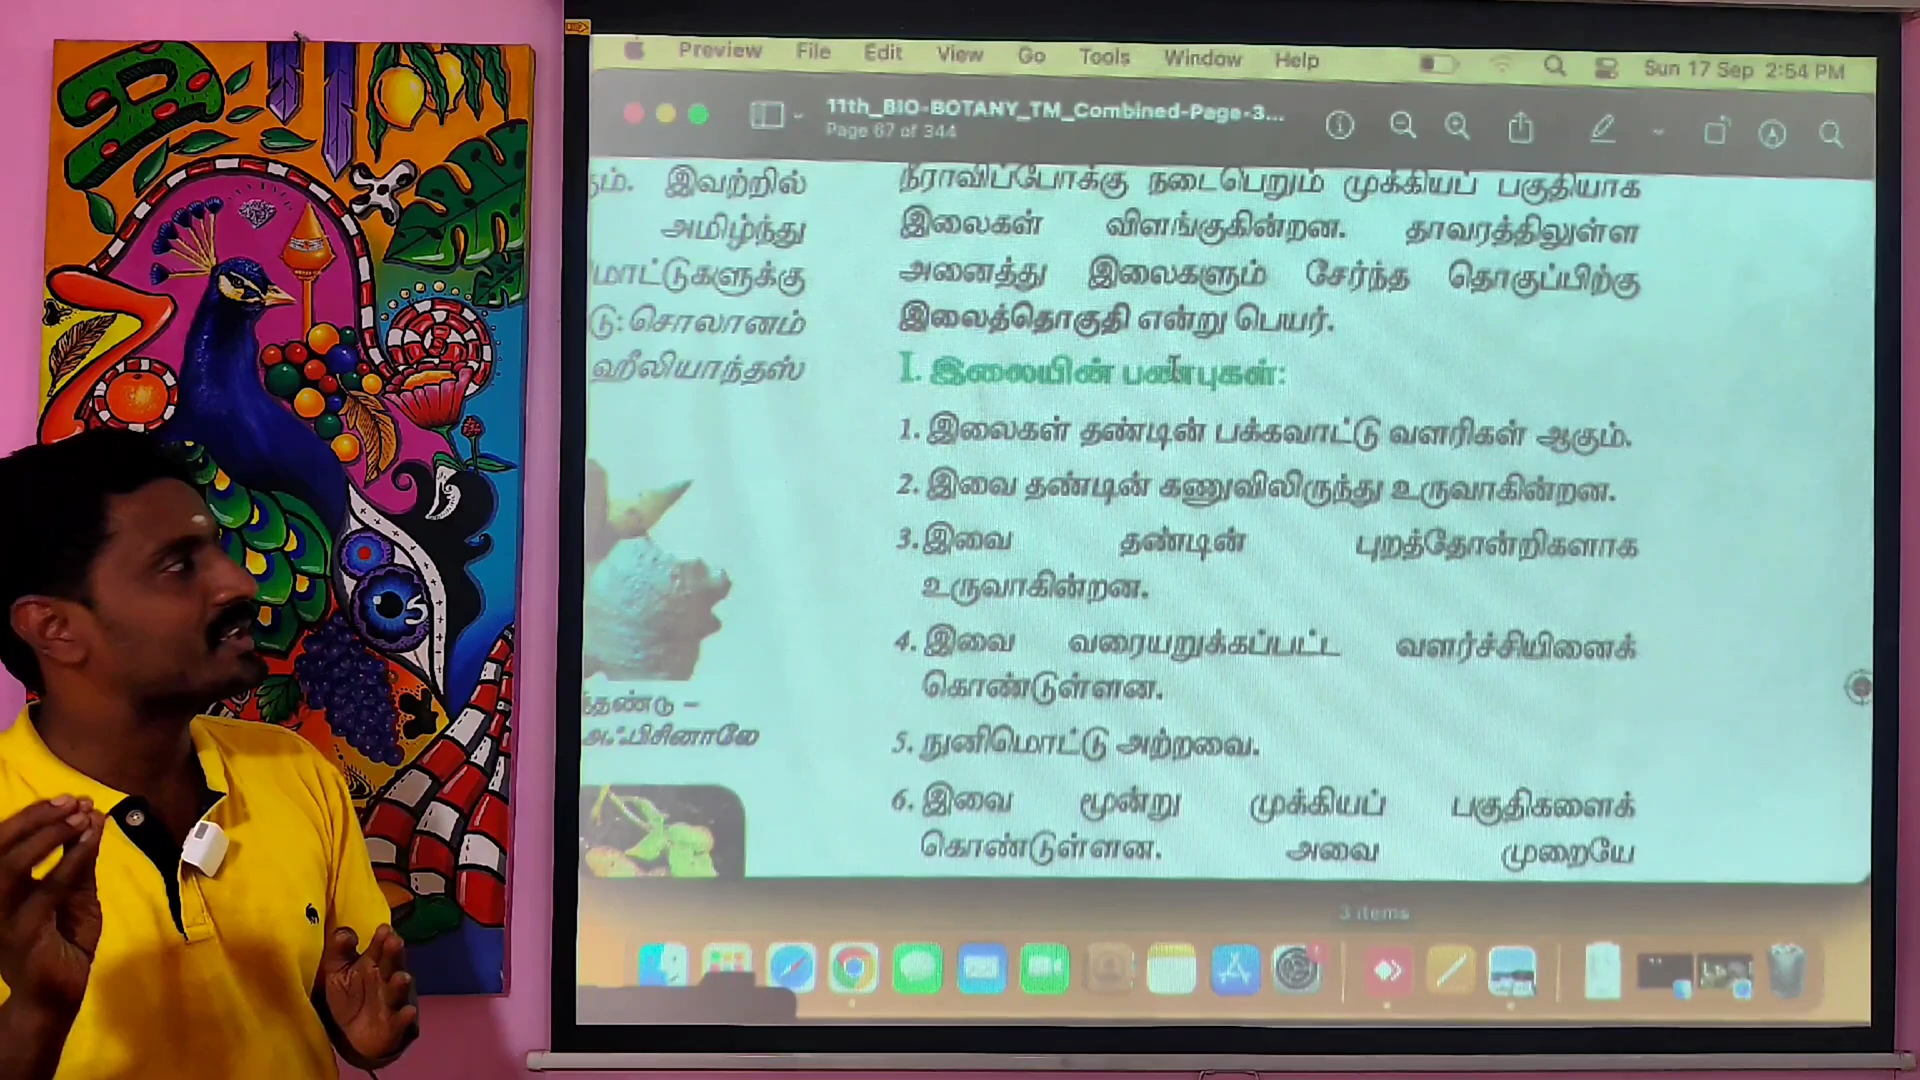 Preview File Edit View Go Tools Window Help Sun 17 Sep 2:54 PM
11th_BIO-BOTANY_TM_Combined-Page-3...
Page 67 of 344
இவற்றில்
அமிழ்ந்து
சொலானம்
ஹீலியாந்தஸ்
அஃபிசினாலே
நீராவிப்போக்கு நடைபெறும் முக்கியப் பகுதியாக
இலைகள் விளங்குகின்றன. தாவரத்திலுள்ள
அனைத்து இலைகளும் சேர்ந்த தொகுப்யிற்கு
இலைத்தொகுதி என்று பெயர்.
I. இலையின் பண்புகள்:
1. இலைகள் தண்டின் பக்கவாட்டு வளரிகள் ஆகும்.
2. இவை தண்டின் கணுவிலிருந்து உருவாகின்றன.
3. இவை தண்டின் புறத்தோன்றிகளாக
உருவாகின்றன.
4. இவை வரையறுக்கப்பட்ட வளர்ச்சியினைக்
கொண்டுள்ளன.
5. நுனிமொட்டு அற்றவை.
6. இவை மூன்று முக்கியப் பகுதிகளைக்
கொண்டுள்ளன. அவை முறையே
3 items